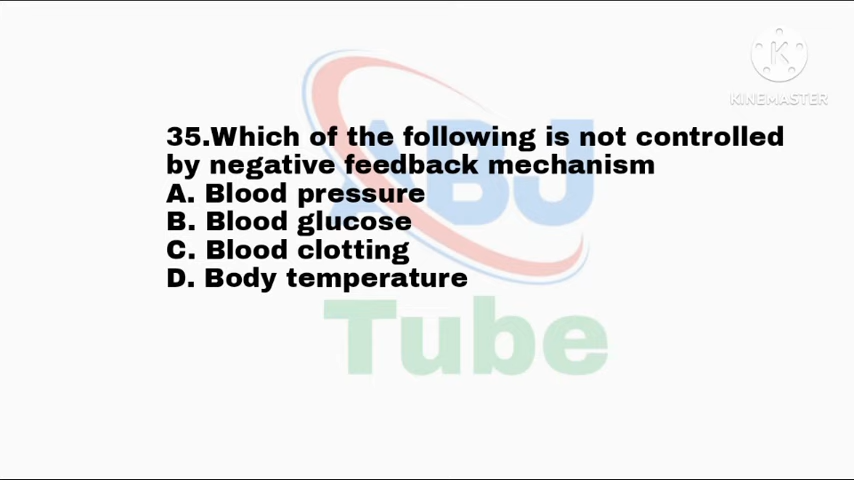 KINEMASTER
35.Which of the following is not controlled
by negative feedback mechanism
A. Blood pressure
B. Blood glucose
C. Blood clotting
D. Body temperature
ABJ
Tube